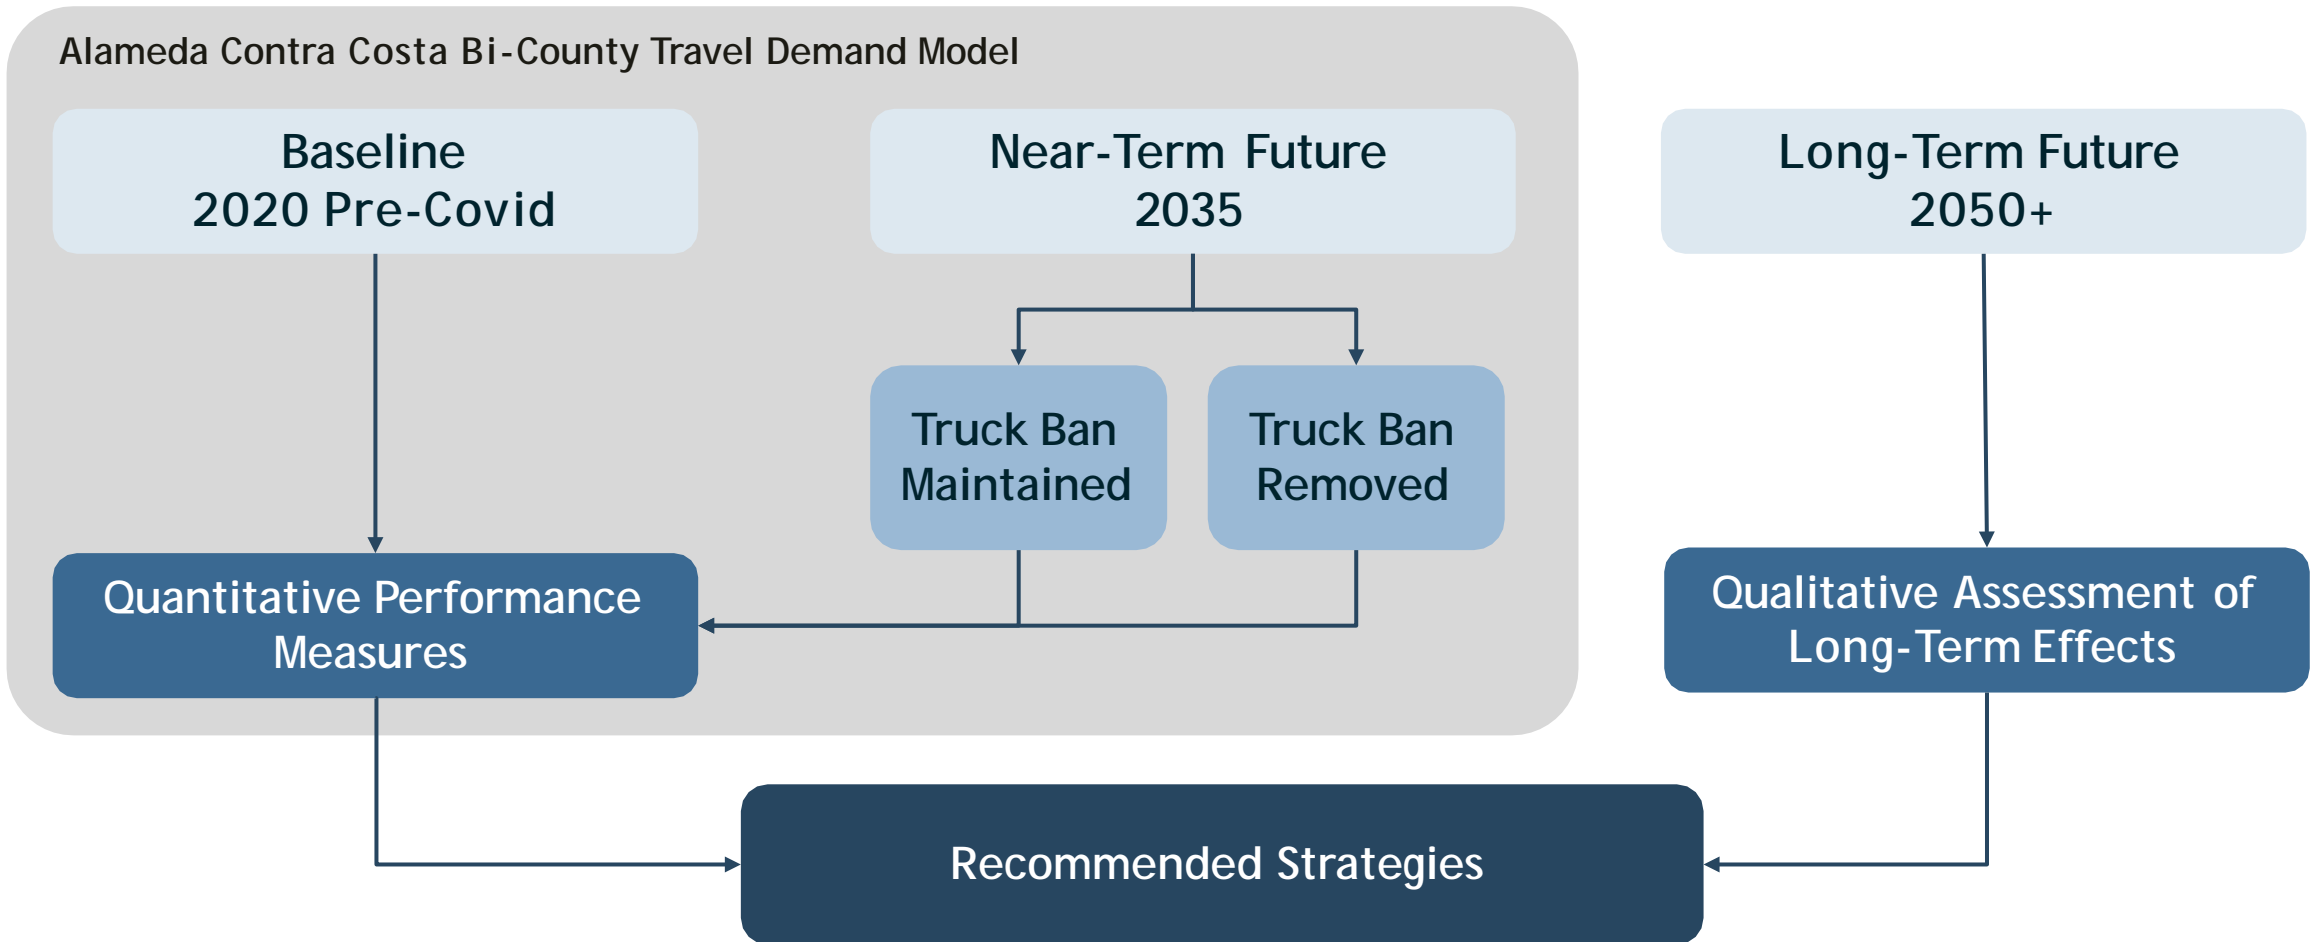 Alameda Contra Costa Bi-County Travel Demand Model
Baseline
2020 Pre-Covid
Near-Term Future
2035
Long-Term Future
2050+
Truck Ban
Maintained
Truck Ban
Removed
Quantitative Performance
Measures
Qualitative Assessment of
Long-Term Effects
Recommended Strategies